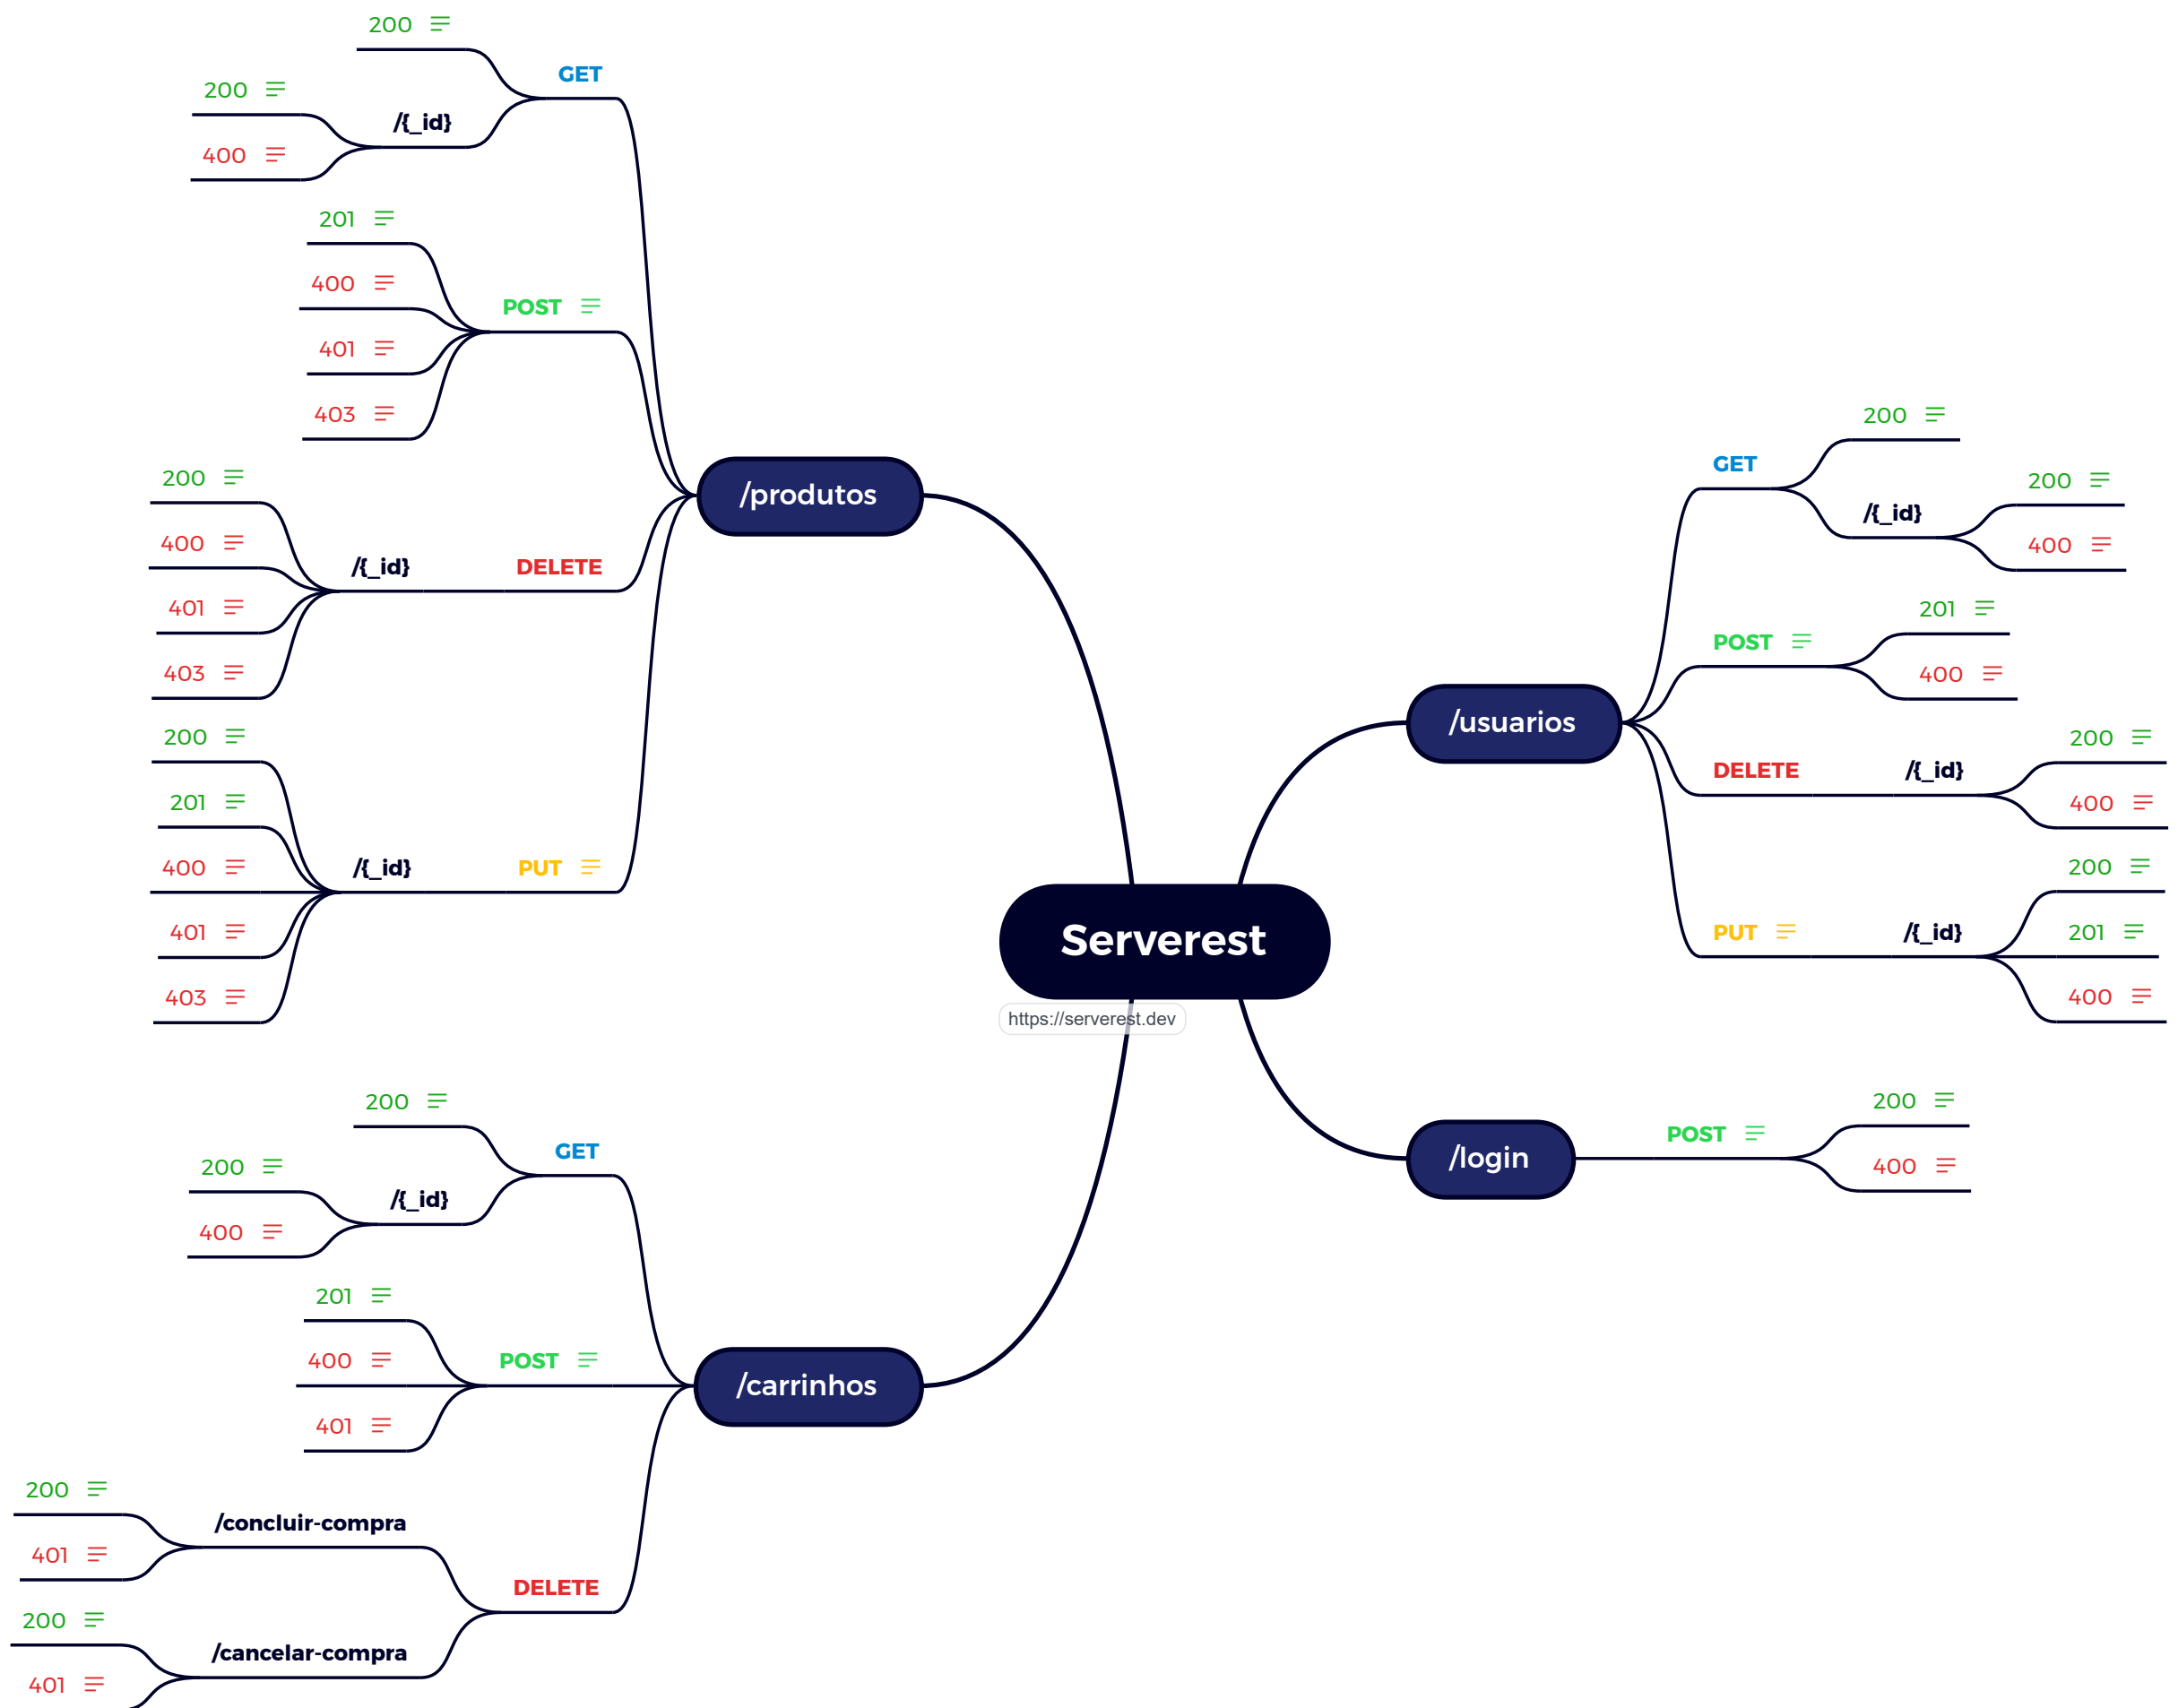 Serverest
https://serverest.dev
/produtos
GET
200
/{_id}
200
400
POST
201
400
401
403
DELETE
/{_id}
200
400
401
403
PUT
/{_id}
200
201
400
401
403
/carrinhos
GET
200
/{_id}
200
400
POST
201
400
401
DELETE
/concluir-compra
200
401
/cancelar-compra
200
401
/usuarios
GET
200
/{_id}
200
400
POST
201
400
DELETE
/{_id}
200
400
PUT
/{_id}
200
201
400
/login
POST
200
400